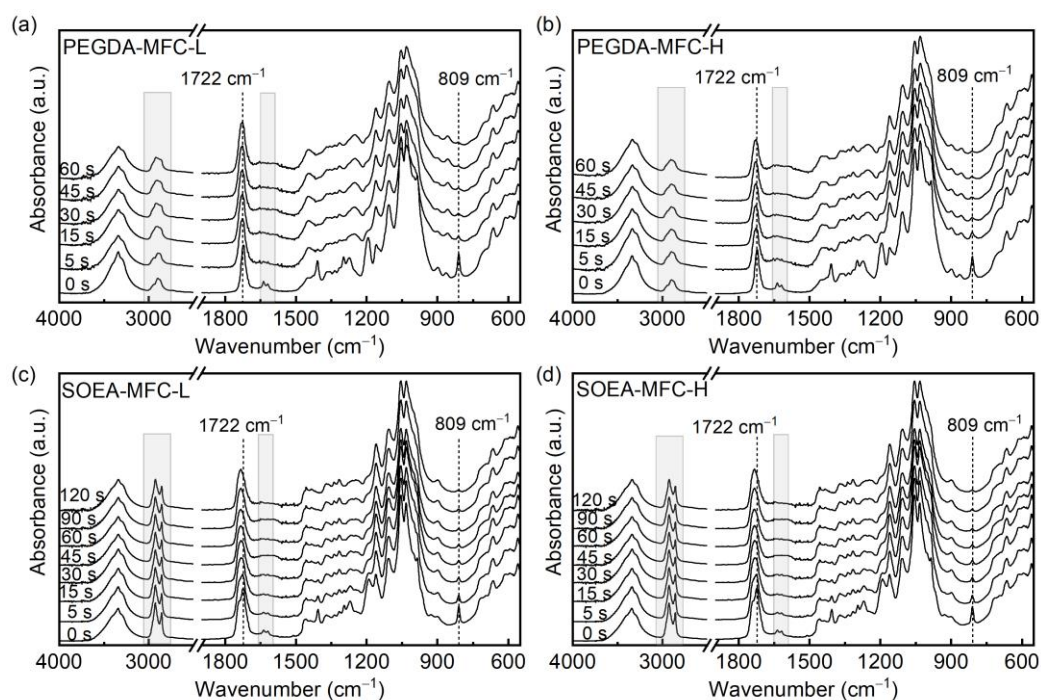 (a)
PEGDA-MFC-L
1722 cm⁻¹
809 cm⁻¹
60 s
45 s
30 s
15 s
5 s
0 s
Absorbance (a.u.)
4000 3000 1800 1500 1200 900 600
Wavenumber (cm⁻¹)
(b)
PEGDA-MFC-H
1722 cm⁻¹
809 cm⁻¹
60 s
45 s
30 s
15 s
5 s
0 s
Absorbance (a.u.)
4000 3000 1800 1500 1200 900 600
Wavenumber (cm⁻¹)
(c)
SOEA-MFC-L
1722 cm⁻¹
809 cm⁻¹
120 s
90 s
60 s
45 s
30 s
15 s
5 s
0 s
Absorbance (a.u.)
4000 3000 1800 1500 1200 900 600
Wavenumber (cm⁻¹)
(d)
SOEA-MFC-H
1722 cm⁻¹
809 cm⁻¹
120 s
90 s
60 s
45 s
30 s
15 s
5 s
0 s
Absorbance (a.u.)
4000 3000 1800 1500 1200 900 600
Wavenumber (cm⁻¹)